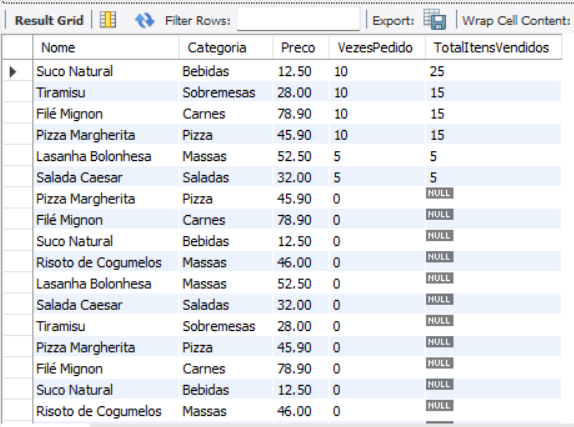 Result Grid Filter Rows: Export: Wrap Cell Content:
Nome Categoria Preco VezesPedido TotalItensVendidos
Suco Natural Bebidas 12.50 10 25
Tiramisu Sobremesas 28.00 10 15
Filé Mignon Carnes 78.90 10 15
Pizza Margherita Pizza 45.90 10 15
Lasanha Bolonhesa Massas 52.50 5 5
Salada Caesar Saladas 32.00 5 5
Pizza Margherita Pizza 45.90 0 NULL
Filé Mignon Carnes 78.90 0 NULL
Suco Natural Bebidas 12.50 0 NULL
Risoto de Cogumelos Massas 46.00 0 NULL
Lasanha Bolonhesa Massas 52.50 0 NULL
Salada Caesar Saladas 32.00 0 NULL
Tiramisu Sobremesas 28.00 0 NULL
Pizza Margherita Pizza 45.90 0 NULL
Filé Mignon Carnes 78.90 0 NULL
Suco Natural Bebidas 12.50 0 NULL
Risoto de Cogumelos Massas 46.00 0 NULL